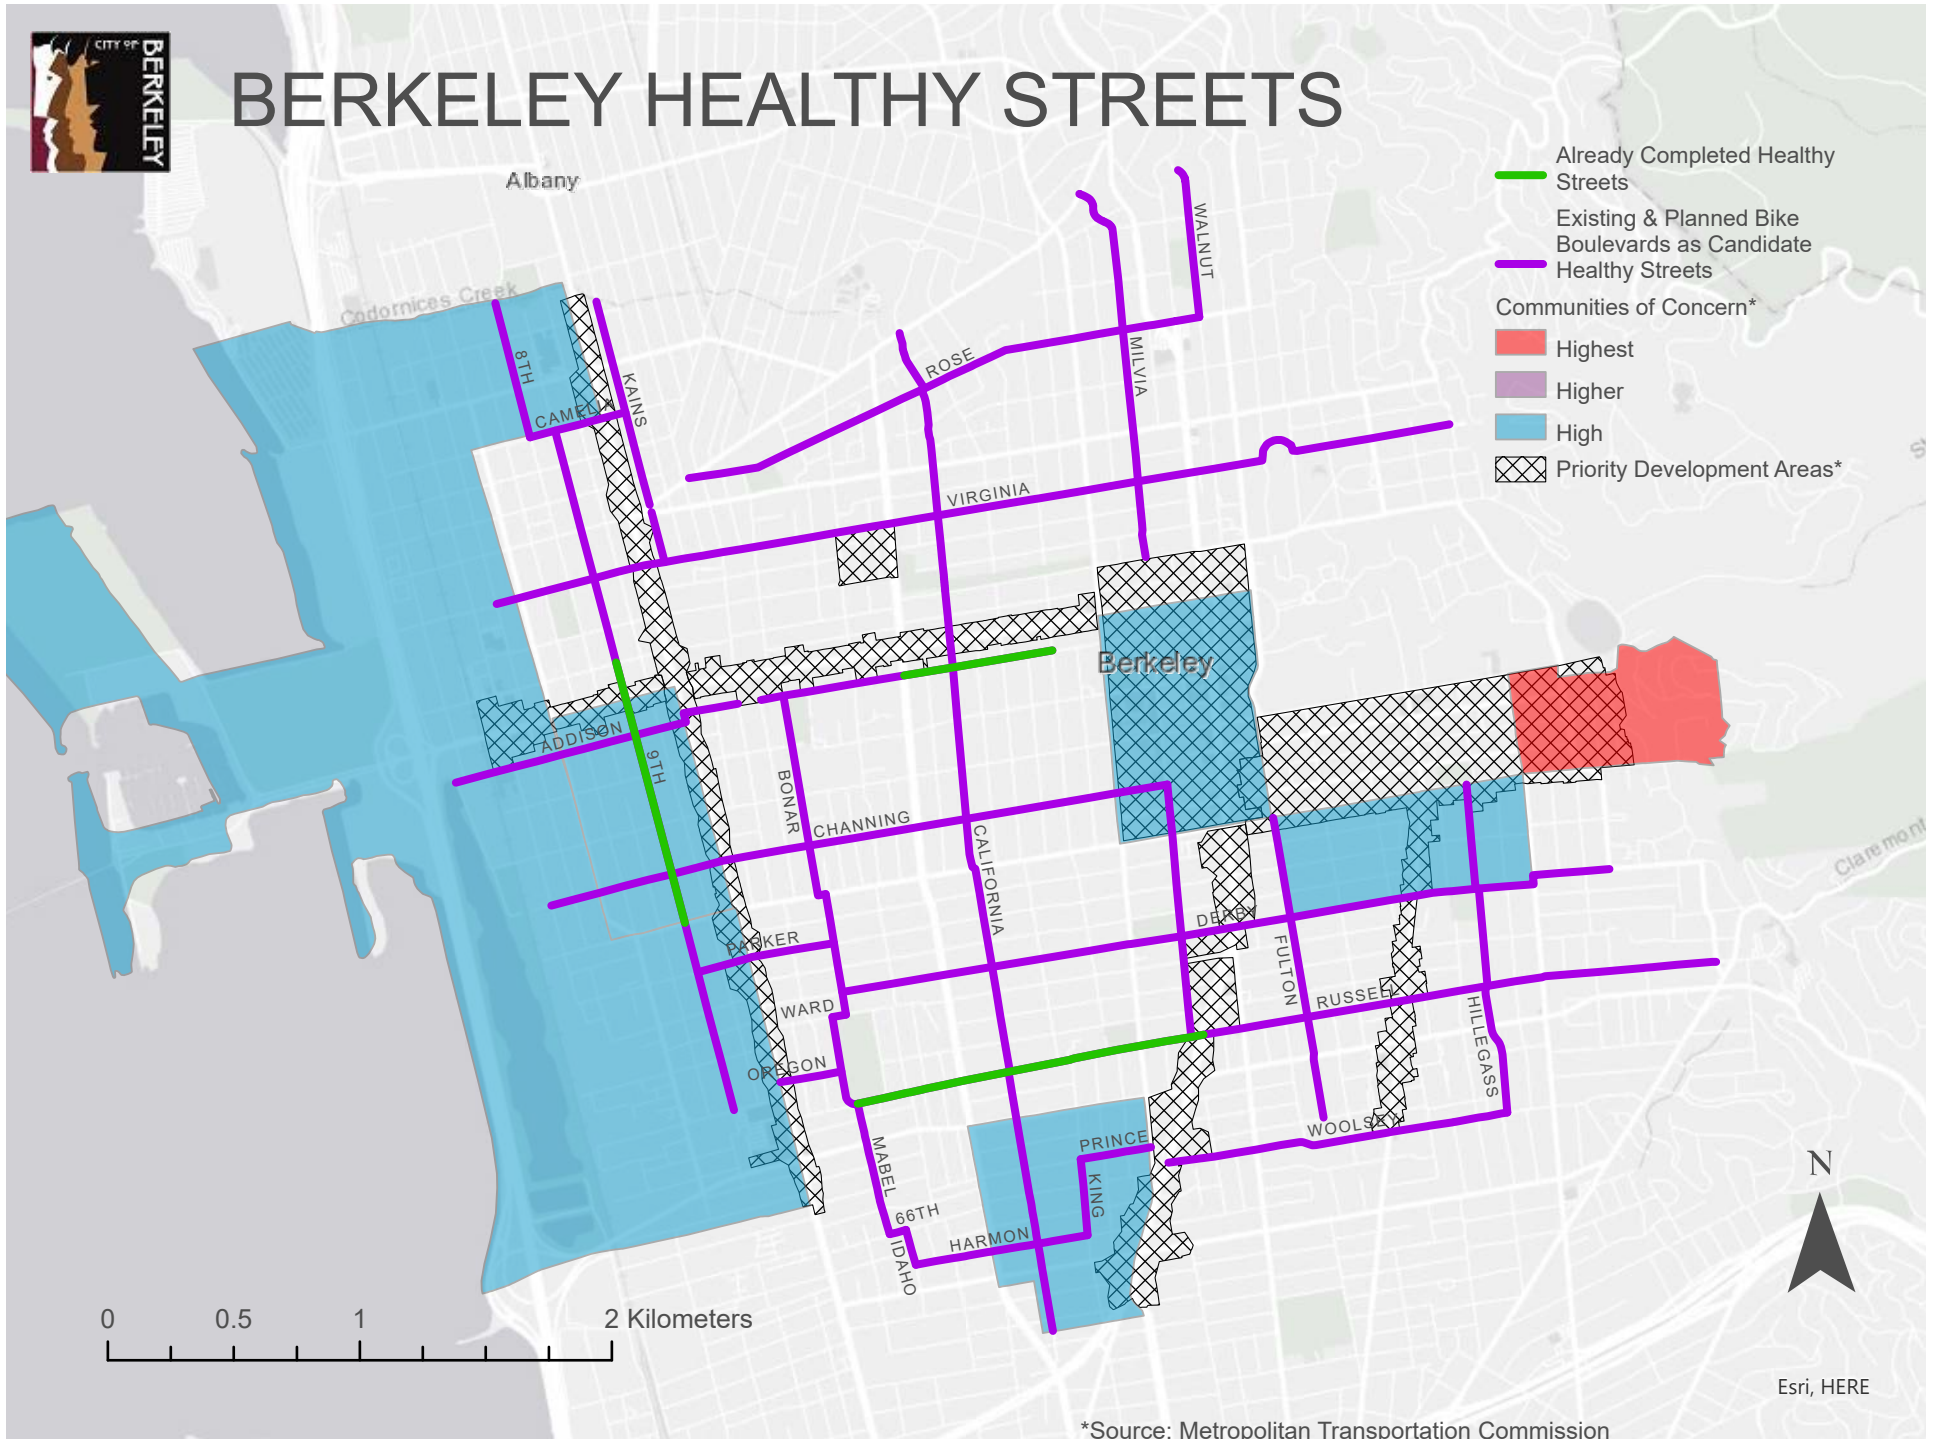 CITY OF
BERKELEY
BERKELEY HEALTHY STREETS
Already Completed Healthy
Streets
Existing & Planned Bike
Boulevards as Candidate
Healthy Streets
Communities of Concern*
Highest
Higher
High
Priority Development Areas*
Albany
WALNUT
Codornices Creek
8TH
KAINS
CAMELIA
ROSE
MILVIA
VIRGINIA
Berkeley
ADDISON
9TH
BONAR
CHANNING
CALIFORNIA
Claremont
PARKER
DERBY
FULTON
WARD
RUSSELL
HILLEGASS
OREGON
WOOLSEY
MABEL
PRINCE
KING
66TH
HARMON
IDAHO
N
0 0.5 1 2 Kilometers
Esri, HERE
*Source: Metropolitan Transportation Commission